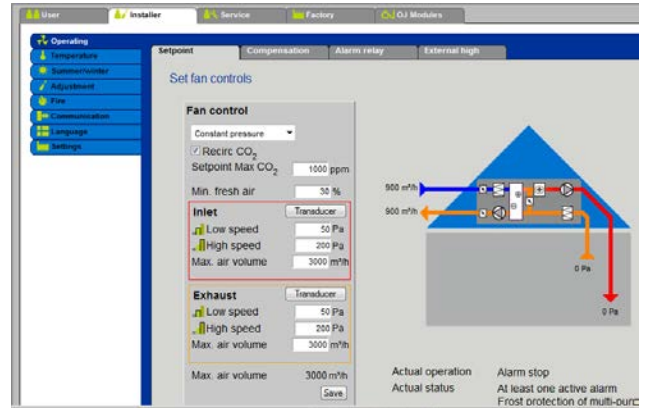 User
Installer
Service
Factory
OJ Modules
Operating
Temperature
Summer/winter
Adjustment
Fire
Communication
Language
Settings
Setpoint
Compensation
Alarm relay
External high
Set fan controls
Fan control
Constant pressure
Recirc CO2
Setpoint Max CO2 1000 ppm
Min. fresh air 30 %
Inlet Transducer
Low speed 50 Pa
High speed 200 Pa
Max. air volume 3000 m³/h
Exhaust Transducer
Low speed 50 Pa
High speed 200 Pa
Max. air volume 3000 m³/h
Max. air volume 3000 m³/h
Save
900 m³/h
900 m³/h
0 Pa
0 Pa
Actual operation Alarm stop
Actual status At least one active alarm
Frost protection of multi-purc